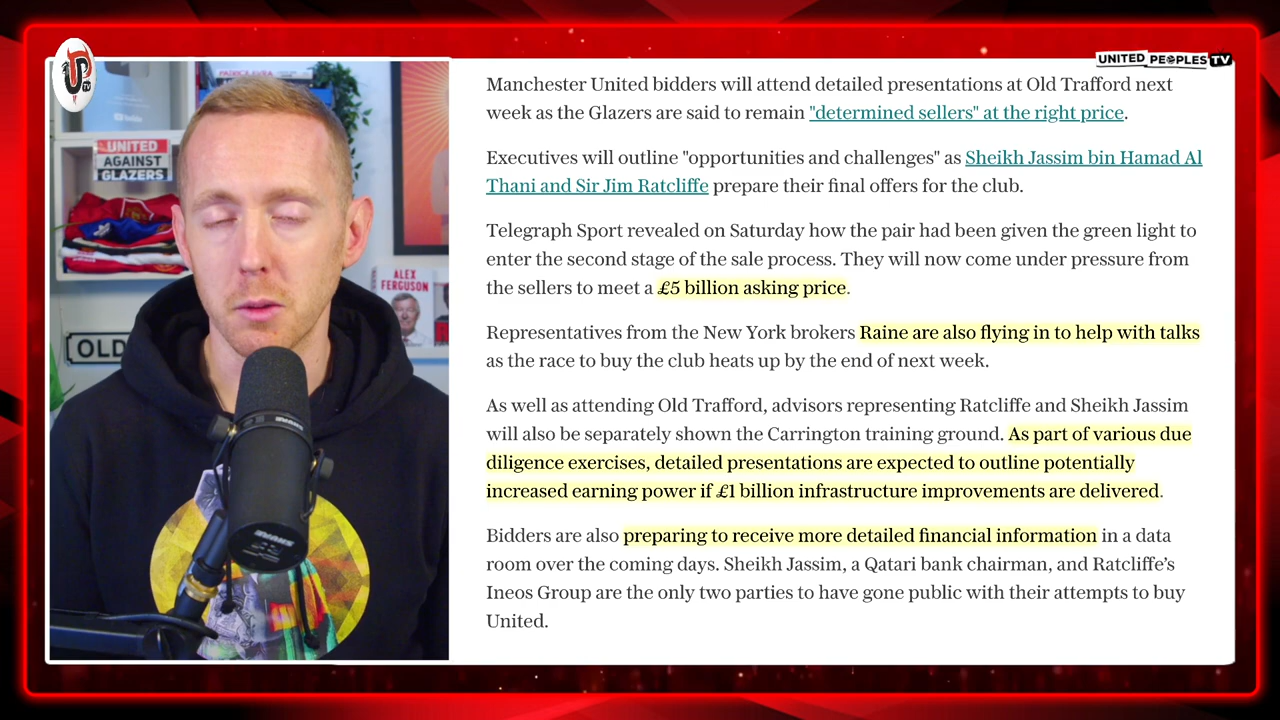 UP
TV
UNITED PEOPLES TV
UNITED
AGAINST
GLAZERS
ALEX
FERGUSON
OLD
SHURE
Manchester United bidders will attend detailed presentations at Old Trafford next
week as the Glazers are said to remain "determined sellers" at the right price.
Executives will outline "opportunities and challenges" as Sheikh Jassim bin Hamad Al
Thani and Sir Jim Ratcliffe prepare their final offers for the club.
Telegraph Sport revealed on Saturday how the pair had been given the green light to
enter the second stage of the sale process. They will now come under pressure from
the sellers to meet a £5 billion asking price.
Representatives from the New York brokers Raine are also flying in to help with talks
as the race to buy the club heats up by the end of next week.
As well as attending Old Trafford, advisors representing Ratcliffe and Sheikh Jassim
will also be separately shown the Carrington training ground. As part of various due
diligence exercises, detailed presentations are expected to outline potentially
increased earning power if £1 billion infrastructure improvements are delivered.
Bidders are also preparing to receive more detailed financial information in a data
room over the coming days. Sheikh Jassim, a Qatari bank chairman, and Ratcliffe's
Ineos Group are the only two parties to have gone public with their attempts to buy
United.